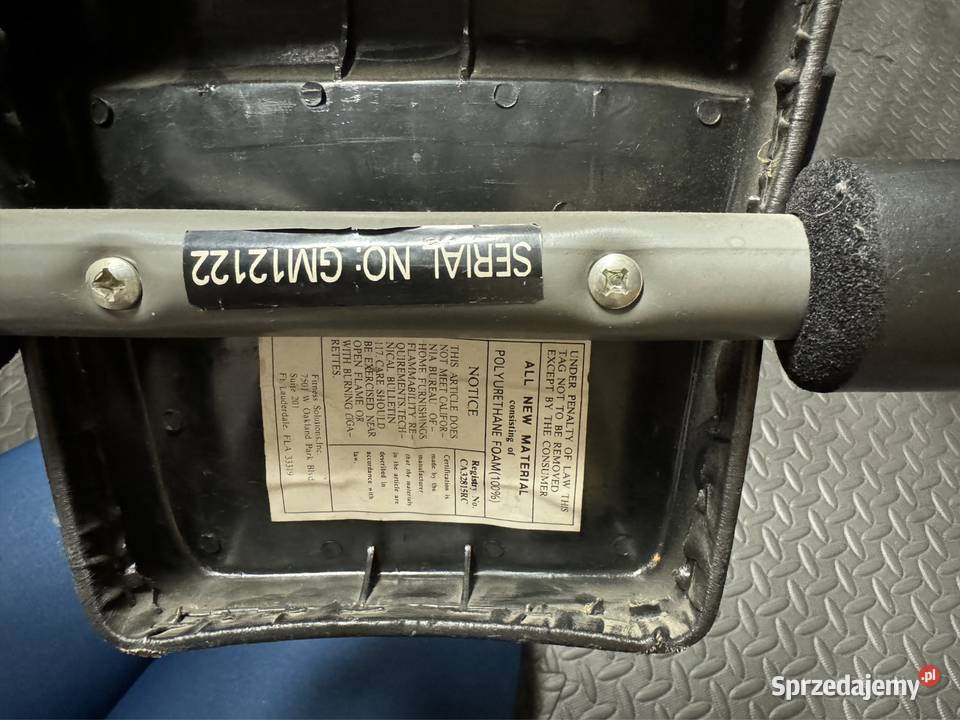 SERIAL NO: GM12122
UNDER PENALTY OF LAW THIS
TAG NOT TO BE REMOVED
EXCEPT BY THE CONSUMER
ALL NEW MATERIAL
consisting of
POLYURETHANE FOAM(100%)
NOTICE
THIS ARTICLE DOES
NOT MEET CALIFOR-
NIA BUREAU OF
HOME FURNISHINGS
FLAMMABILITY RE-
QUIREMENTS.TECH-
NICAL BULLETIN
117. CARE SHOULD
BE EXERCISED NEAR
OPEN FLAME OR
WITH BURNING CIGA-
RETTES.
Registry No.
CA32815RC
Certification is
made by the
manufacturer
that the materials
in the article are
described in
accordance with
law.
Fitness Solutions.Inc.
7501 W Oakland Park Blvd
Suite 201
Ft. Lauderdale, FLA 33319
Sprzedajemy.pl